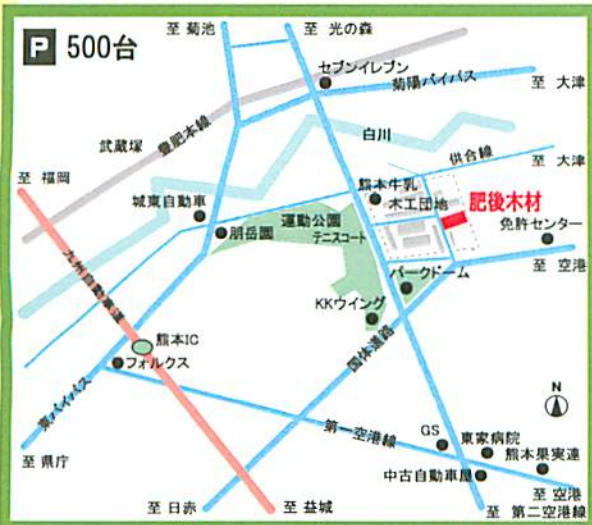 P 500台
至 菊池
至 光の森
セブンイレブン
菊陽バイパス
至 大津
武蔵塚
豊肥本線
白川
供合線
至 大津
至 福岡
熊本牛乳
木工団地
肥後木材
城東自動車
運動公園
テニスコート
免許センター
朋岳園
至 空港
パークドーム
九州自動車道
KKウイング
熊本IC
国体道路
フォルクス
東バイパス
N
第一空港線
GS
東家病院
熊本果実連
至 県庁
中古自動車屋
至 空港
至 日赤
至 益城
至 第二空港線